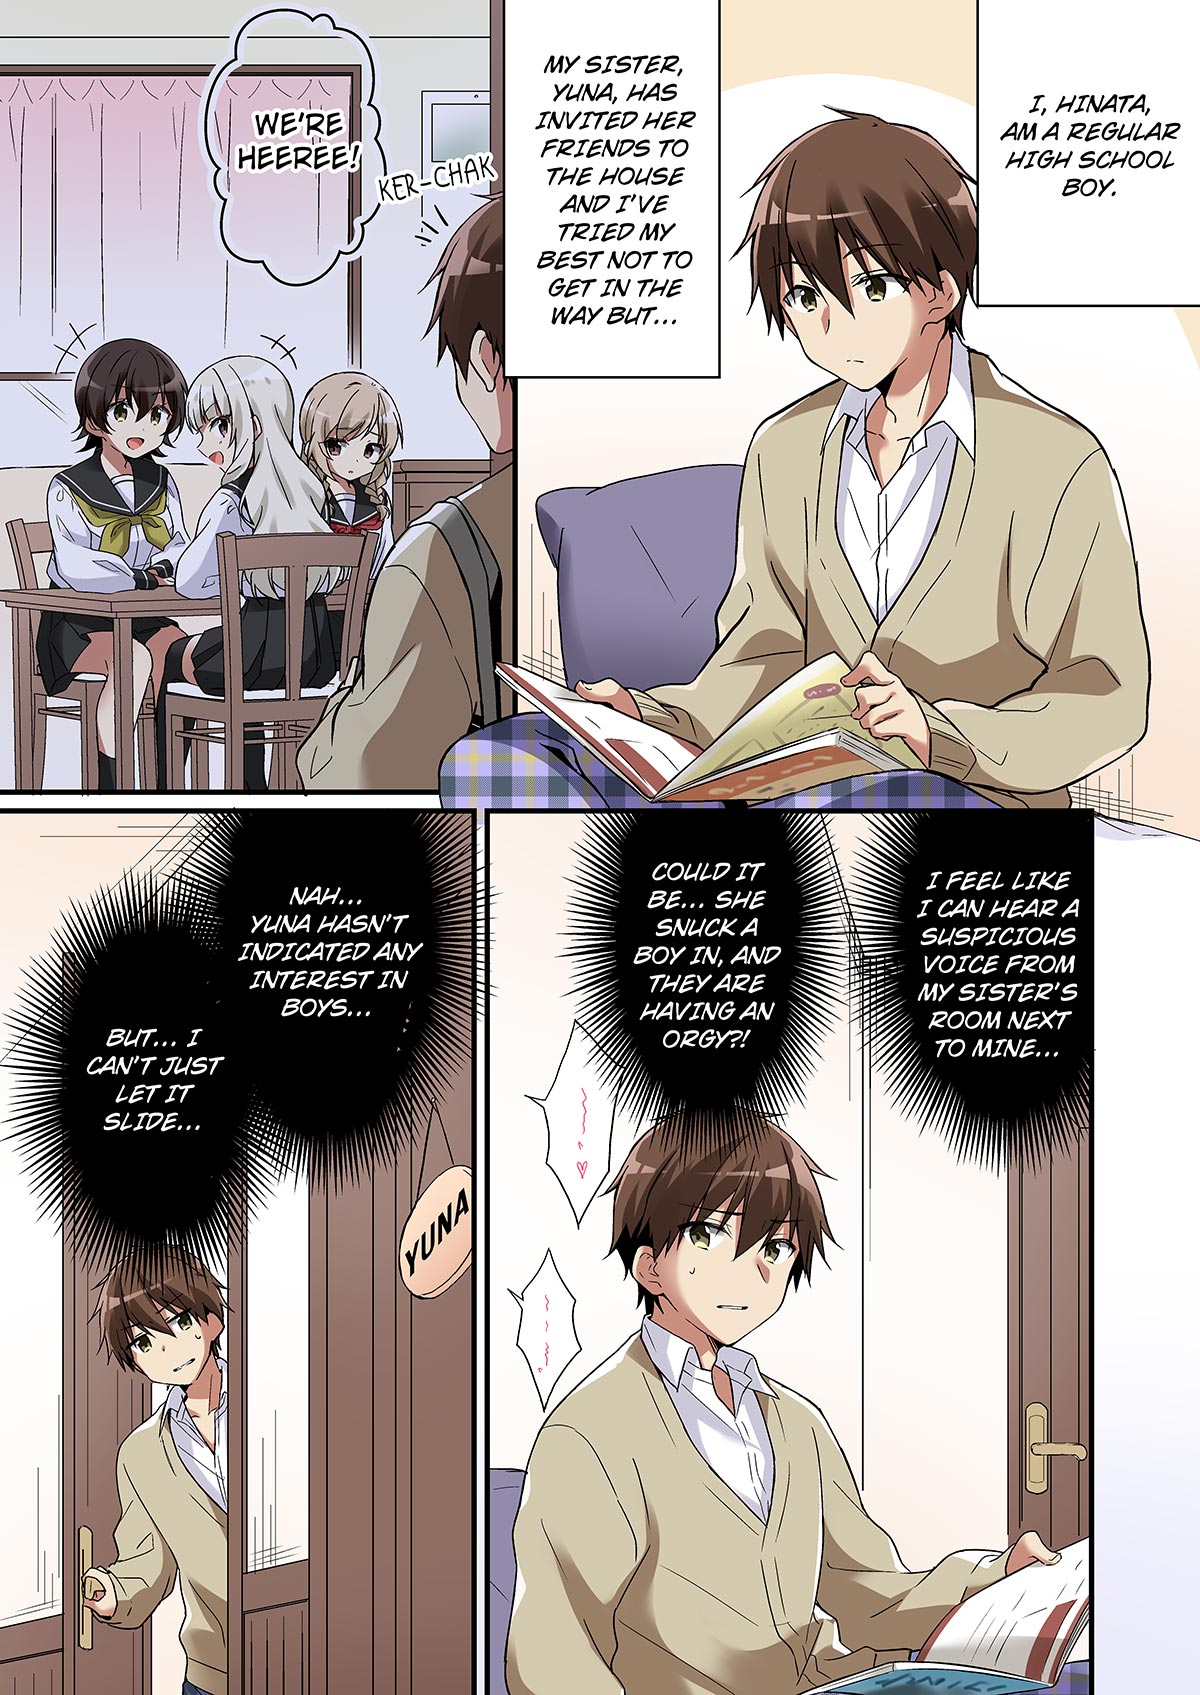 I, HINATA,
AM A REGULAR
HIGH SCHOOL
BOY.
MY SISTER,
YUNA, HAS
INVITED HER
FRIENDS TO
THE HOUSE
AND I'VE
TRIED MY
BEST NOT TO
GET IN THE
WAY BUT...
WE'RE
HEEREE!
KER-CHAK
I FEEL LIKE
I CAN HEAR A
SUSPICIOUS
VOICE FROM
MY SISTER'S
ROOM NEXT
TO MINE...
COULD IT
BE... SHE
SNUCK A
BOY IN, AND
THEY ARE
HAVING AN
ORGY?!
NAH...
YUNA HASN'T
INDICATED ANY
INTEREST IN
BOYS...
BUT... I
CAN'T JUST
LET IT
SLIDE...
YUNA